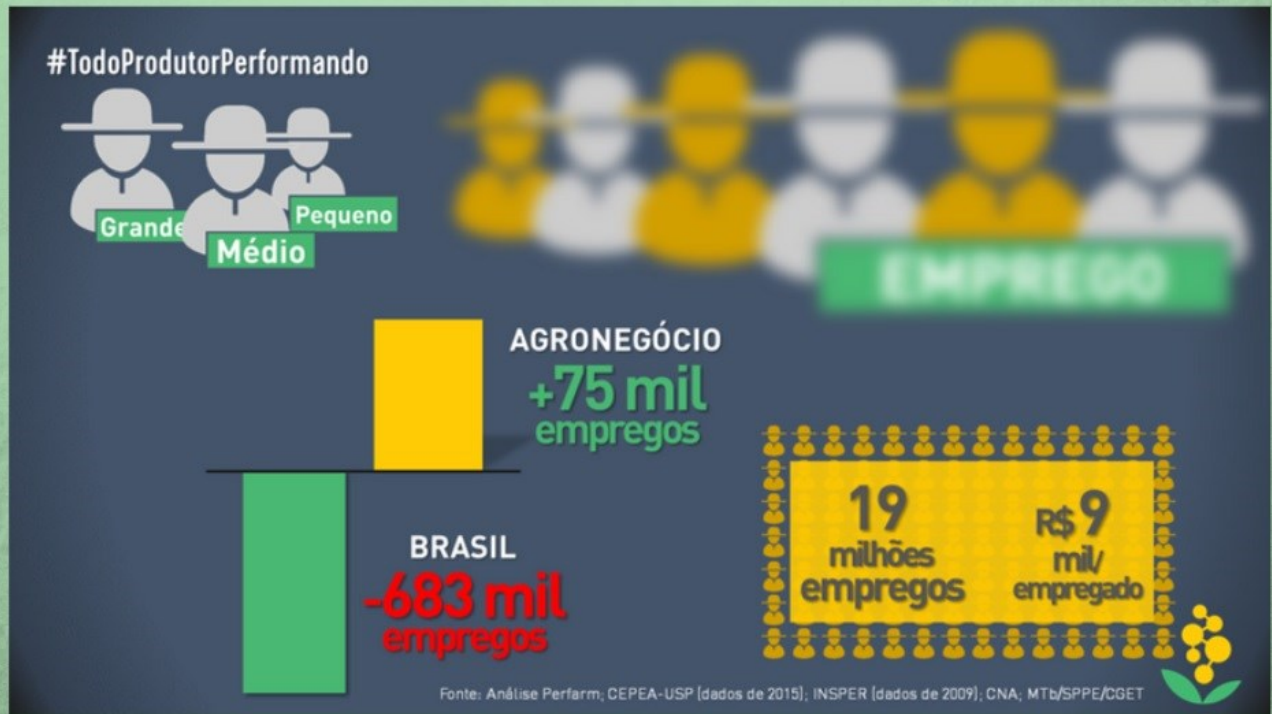 #TodoProdutorPerformando
Grande
Médio
Pequeno
EMPREGO
AGRONEGÓCIO
+75 mil
empregos
BRASIL
-683 mil
empregos
19
milhões
empregos
R$ 9
mil/
empregado
Fonte: Análise Perfarm; CEPEA-USP (dados de 2015); INSPER (dados de 2009); CNA; MTb/SPPE/CGET